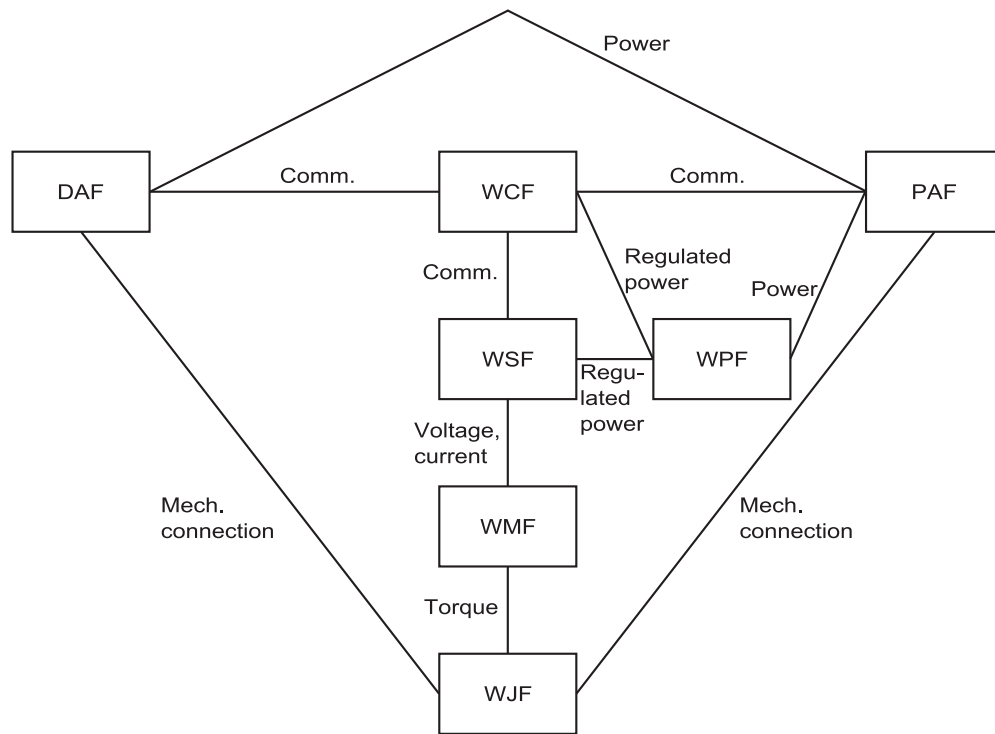 Power
DAF
Comm.
WCF
Comm.
PAF
Comm.
Regulated
power
Power
WSF
Regu-
lated
power
WPF
Voltage,
current
Mech.
connection
WMF
Mech.
connection
Torque
WJF